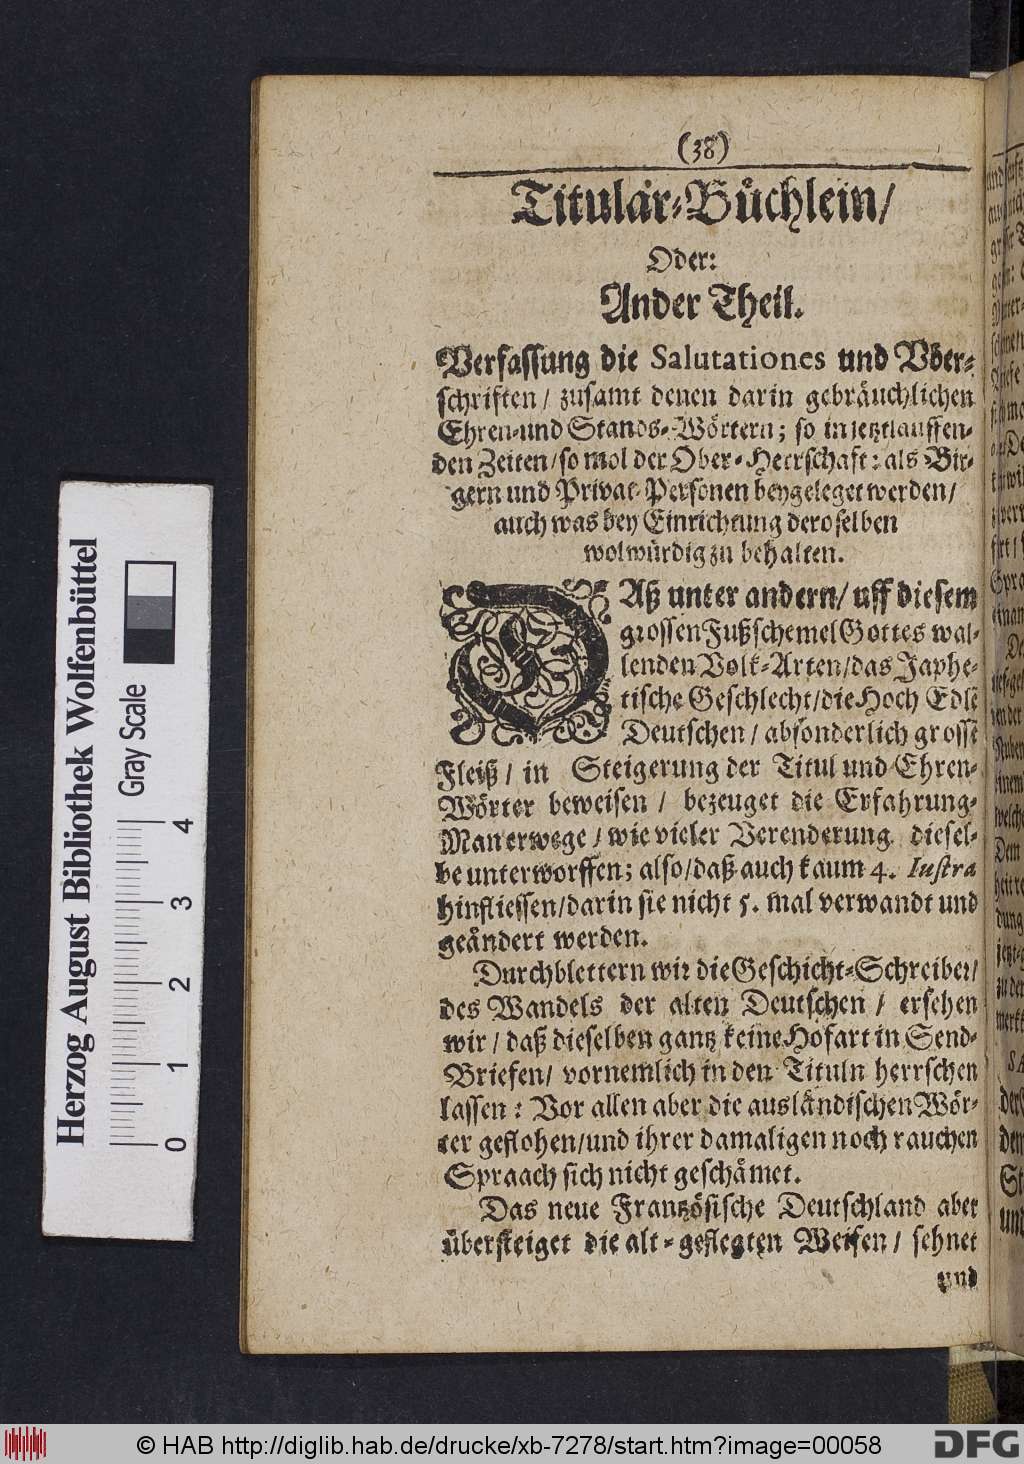 (38)
Titular-Bůchlein/
Oder:
Ander Theil.
Verfassung die Salutationes und Vôer-
schriften/ zusamt denen darin gebräuchlichen
Ehren-und Stands-Wörtern; so in jetztlauffen-
den Zeiten/so wol der Ober-Herrschaft: als Bir-
gern und Privat-Personen beygeleget werden/
auch was bey Einrichtung deroselben
wolwürdig zu behalten.
DAß unter andern/ uff diesem
grossen Fußschemel Gottes wal-
lenden Volk-Arten/das Japhe-
tische Geschlecht/die Hoch Edlē
Deutschen/ absonderlich grossē
Fleiß/ in Steigerung der Titul und Ehren-
Wörter beweisen / bezeuget die Erfahrung.
Man erwege/wie vieler Verenderung diesel-
be unterworffen; also/daß auch kaum 4. lustra
hinfliessen/darin sie nicht 5. mal verwandt und
geändert werden.
Durchblettern wir die Geschicht-Schreiber/
des Wandels der alten Deutschen / ersehen
wir/ daß dieselben gantz keine Hofart in Send-
Briefen/ vornemlich in den Tituln herrschen
lassen: Vor allen aber die ausländischen Wör-
ter geflohen/und ihrer damaligen noch rauchen
Spraach sich nicht geschämet.
Das neue Frantzösische Deutschland aber
übersteiget die alt-geflegten Weisen/ sehnet
und
Herzog August Bibliothek Wolfenbüttel
Gray Scale
0 1 2 3 4
© HAB http://diglib.hab.de/drucke/xb-7278/start.htm?image=00058
DFG